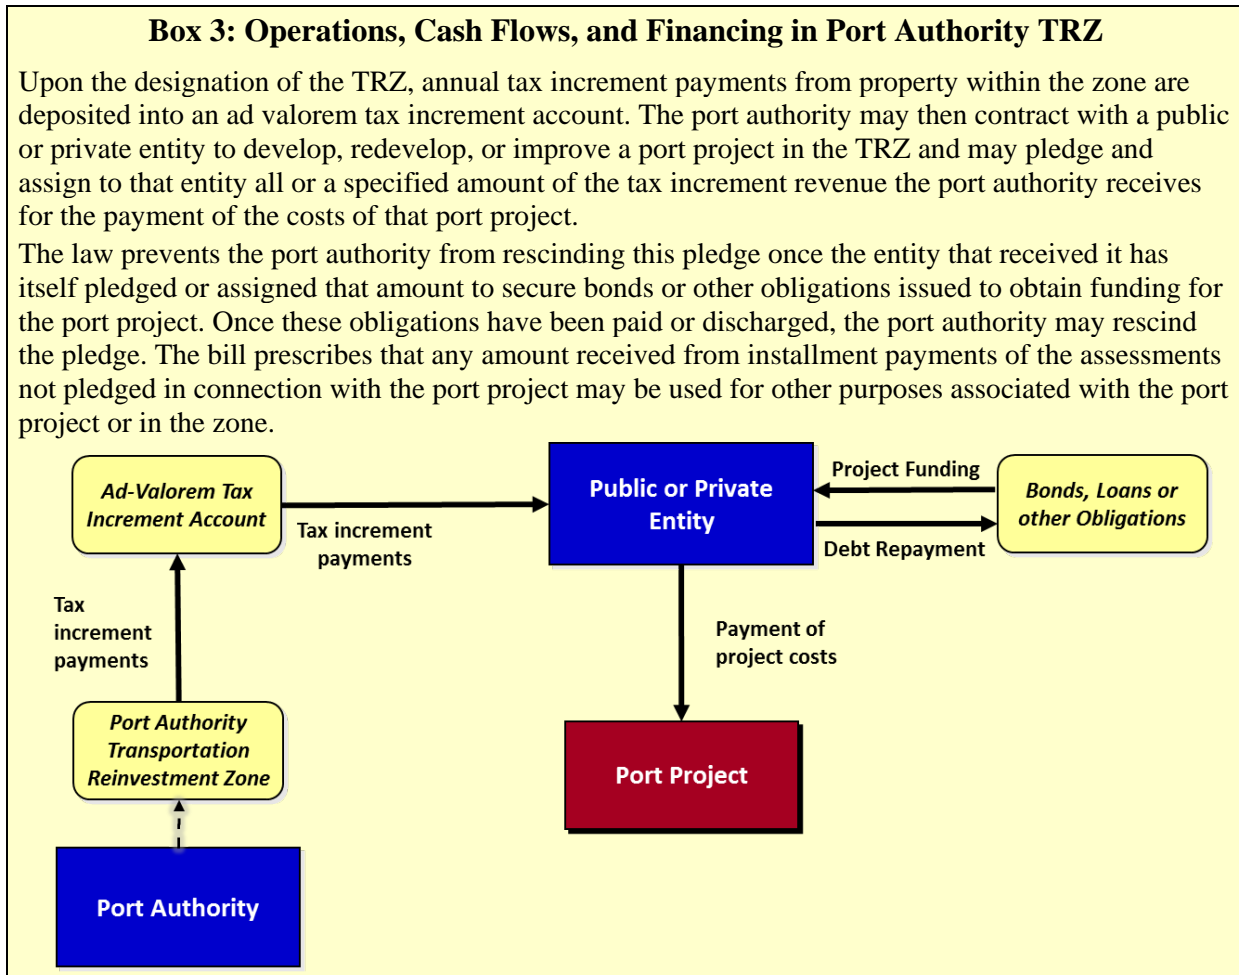 Box 3: Operations, Cash Flows, and Financing in Port Authority TRZ
Upon the designation of the TRZ, annual tax increment payments from property within the zone are
deposited into an ad valorem tax increment account. The port authority may then contract with a public
or private entity to develop, redevelop, or improve a port project in the TRZ and may pledge and
assign to that entity all or a specified amount of the tax increment revenue the port authority receives
for the payment of the costs of that port project.
The law prevents the port authority from rescinding this pledge once the entity that received it has
itself pledged or assigned that amount to secure bonds or other obligations issued to obtain funding for
the port project. Once these obligations have been paid or discharged, the port authority may rescind
the pledge. The bill prescribes that any amount received from installment payments of the assessments
not pledged in connection with the port project may be used for other purposes associated with the port
project or in the zone.
Ad-Valorem Tax
Increment Account
Tax increment
payments
Public or Private
Entity
Project Funding
Debt Repayment
Bonds, Loans or
other Obligations
Tax
increment
payments
Payment of
project costs
Port Authority
Transportation
Reinvestment Zone
Port Project
Port Authority